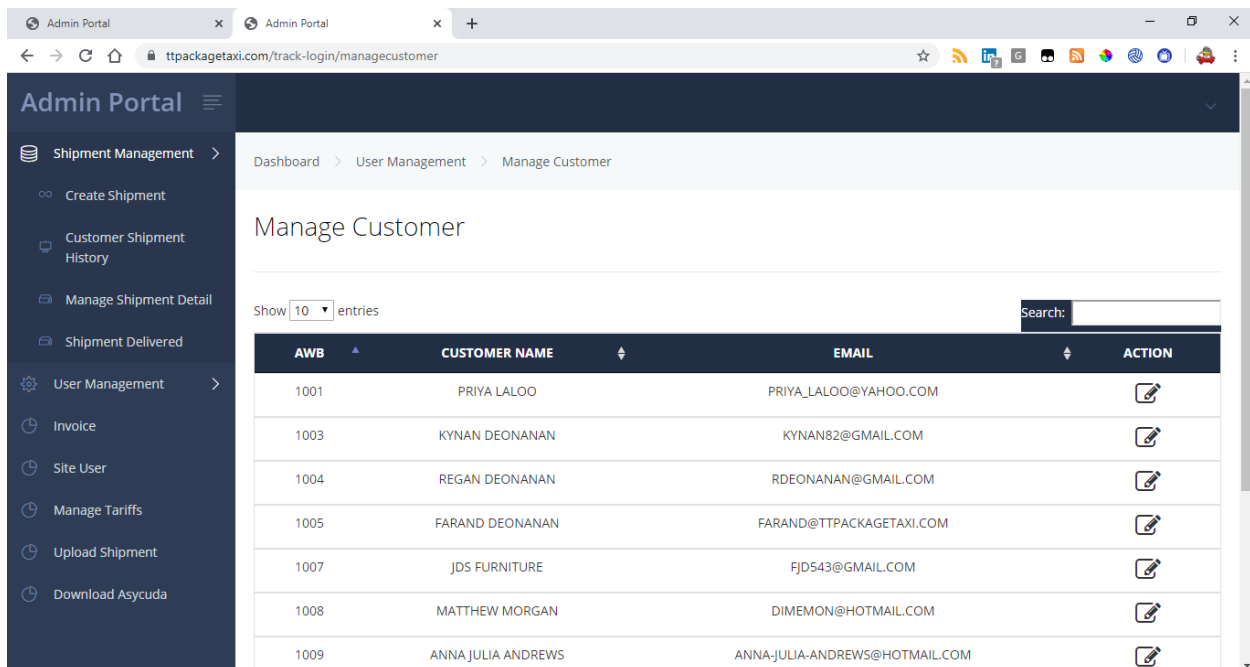 Admin Portal
Admin Portal
ttpackagetaxi.com/track-login/managecustomer
Admin Portal
Shipment Management
Create Shipment
Customer Shipment
History
Manage Shipment Detail
Shipment Delivered
User Management
Invoice
Site User
Manage Tariffs
Upload Shipment
Download Asycuda
Dashboard > User Management > Manage Customer
Manage Customer
Show 10 entries
Search:
AWB CUSTOMER NAME EMAIL ACTION
1001 PRIYA LALOO PRIYA_LALOO@YAHOO.COM
1003 KYNAN DEONANAN KYNAN82@GMAIL.COM
1004 REGAN DEONANAN RDEONANAN@GMAIL.COM
1005 FARAND DEONANAN FARAND@TTPACKAGETAXI.COM
1007 JDS FURNITURE FJD543@GMAIL.COM
1008 MATTHEW MORGAN DIMEMON@HOTMAIL.COM
1009 ANNA JULIA ANDREWS ANNA-JULIA-ANDREWS@HOTMAIL.COM